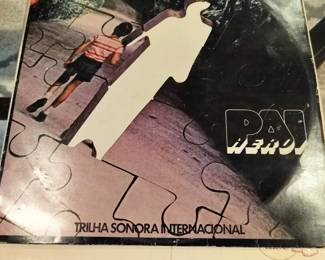 PAI
HERÓI
TRILHA SONORA INTERNACIONAL